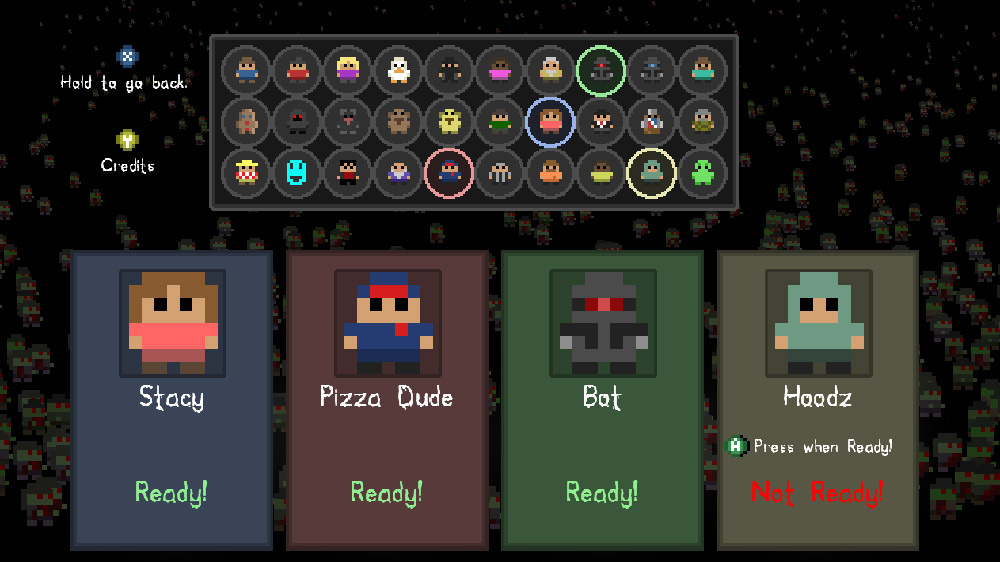 X
Hold to go back.
Y
Credits
Stacy
Pizza Dude
Bot
Hoodz
A Press when Ready!
Ready!
Ready!
Ready!
Not Ready!